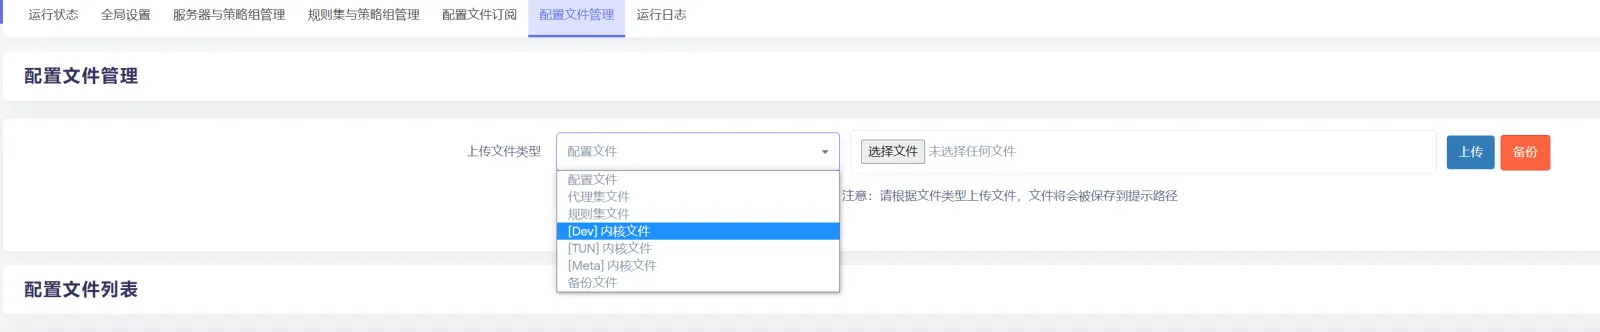 运行状态 全局设置 服务器与策略组管理 规则集与策略组管理 配置文件订阅 配置文件管理 运行日志
配置文件管理
上传文件类型 配置文件 选择文件 未选择任何文件 上传 备份
配置文件
代理集文件
注意：请根据文件类型上传文件，文件将会被保存到提示路径
规则集文件
[Dev] 内核文件
[TUN] 内核文件
[Meta] 内核文件
备份文件
配置文件列表